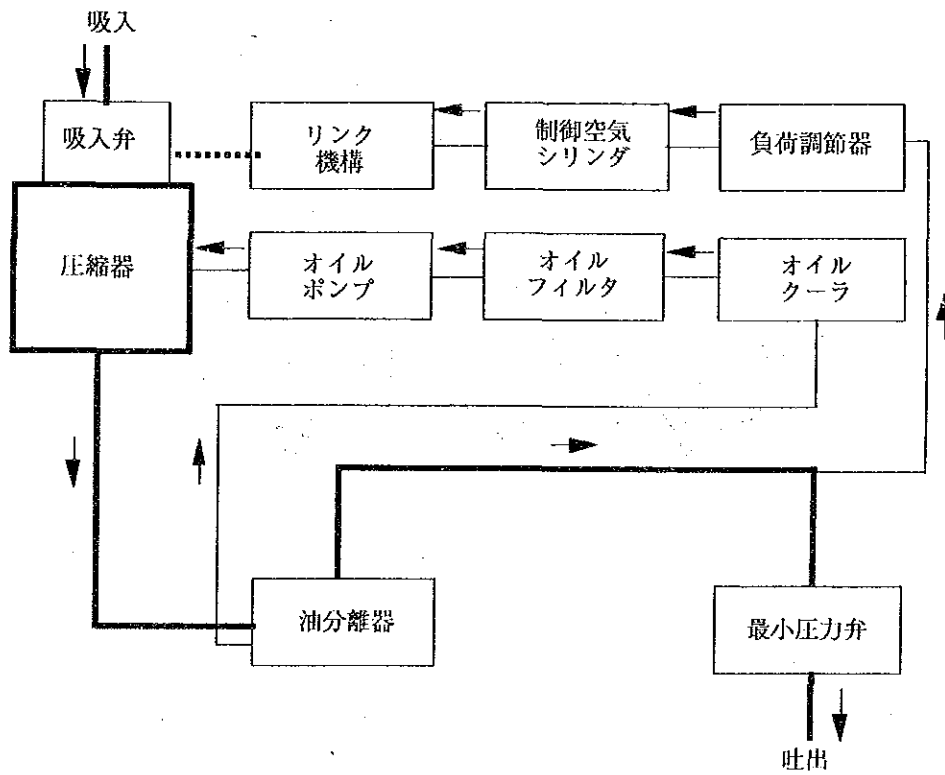 吸入
吸入弁
リンク
機構
制御空気
シリンダ
負荷調節器
圧縮器
オイル
ポンプ
オイル
フィルタ
オイル
クーラ
油分離器
最小圧力弁
吐出